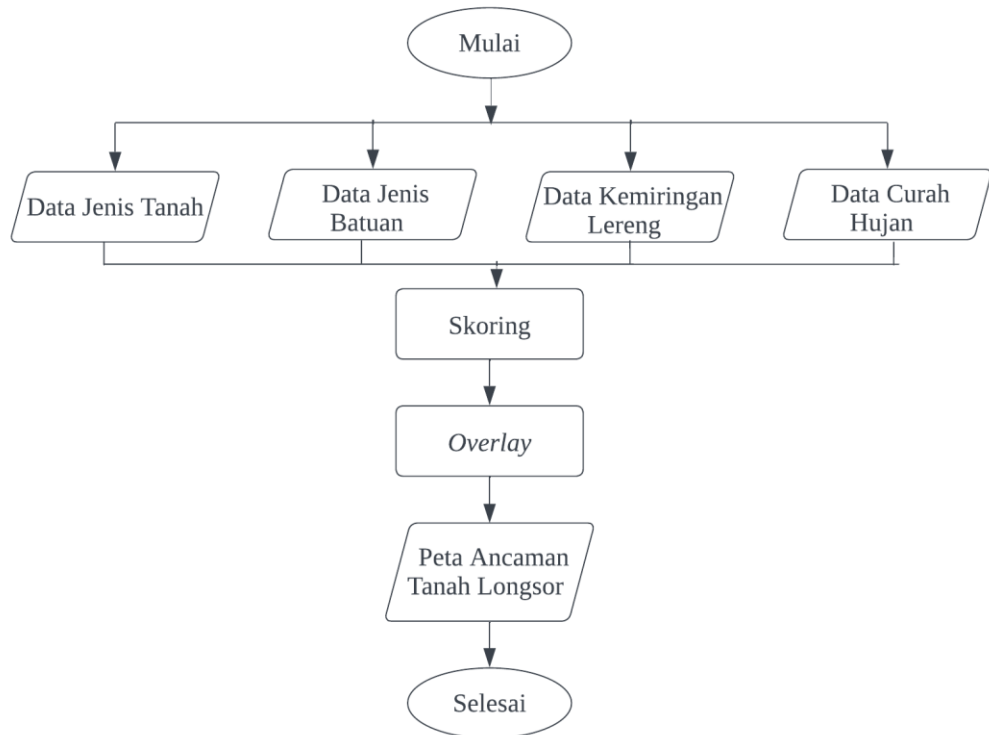 Mulai
Data Jenis Tanah
Data Jenis
Batuan
Data Kemiringan
Lereng
Data Curah
Hujan
Skoring
Overlay
Peta Ancaman
Tanah Longsor
Selesai